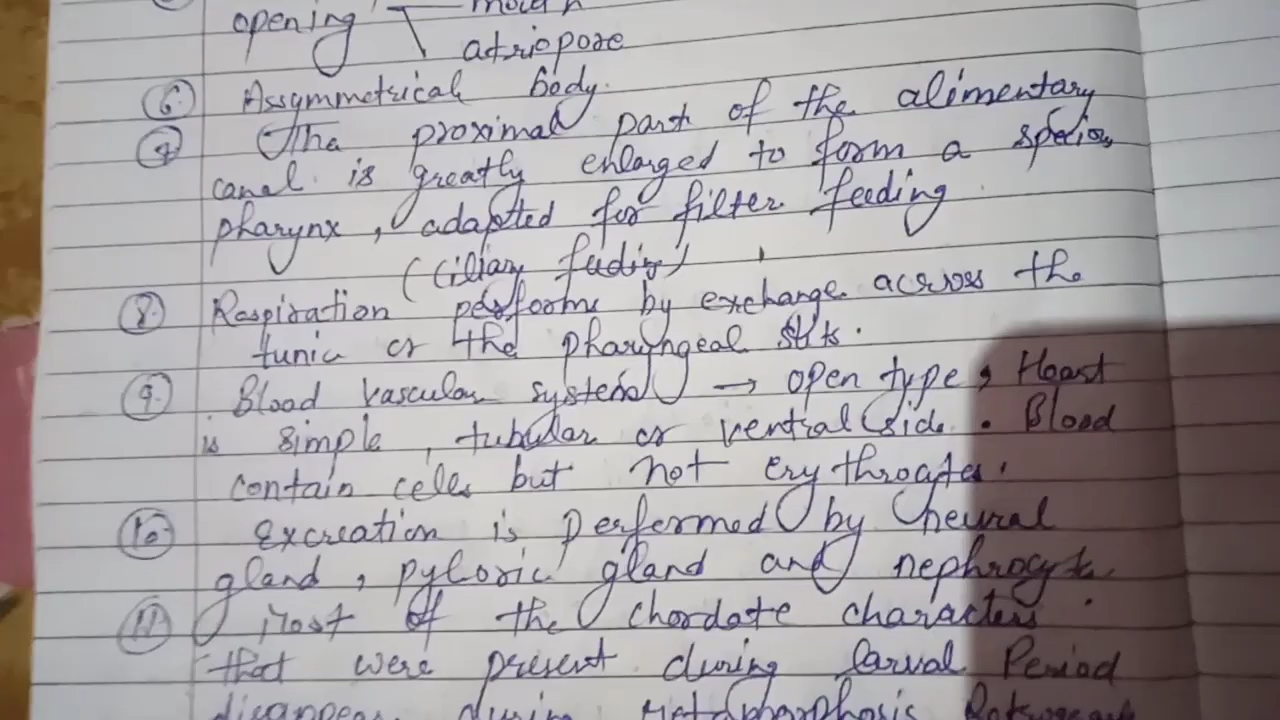 opening
atriopore
6. Assymmetrical body.
7. The proximal part of the alimentary
canal is greatly enlarged to form a
pharynx, adapted for filter feeding
(ciliary feeding)
8. Respiration performs by exchange across the
tunic or the pharyngeal slits.
9. Blood vascular system → open type, Heart
is simple, tubular or ventral side. Blood
contain cells but not erythrocytes.
10. Excreation is performed by neural
gland, pyloric gland and nephrocyte.
11. Most of the chordate characters
that were present during larval Period
disappear during Metamorphosis